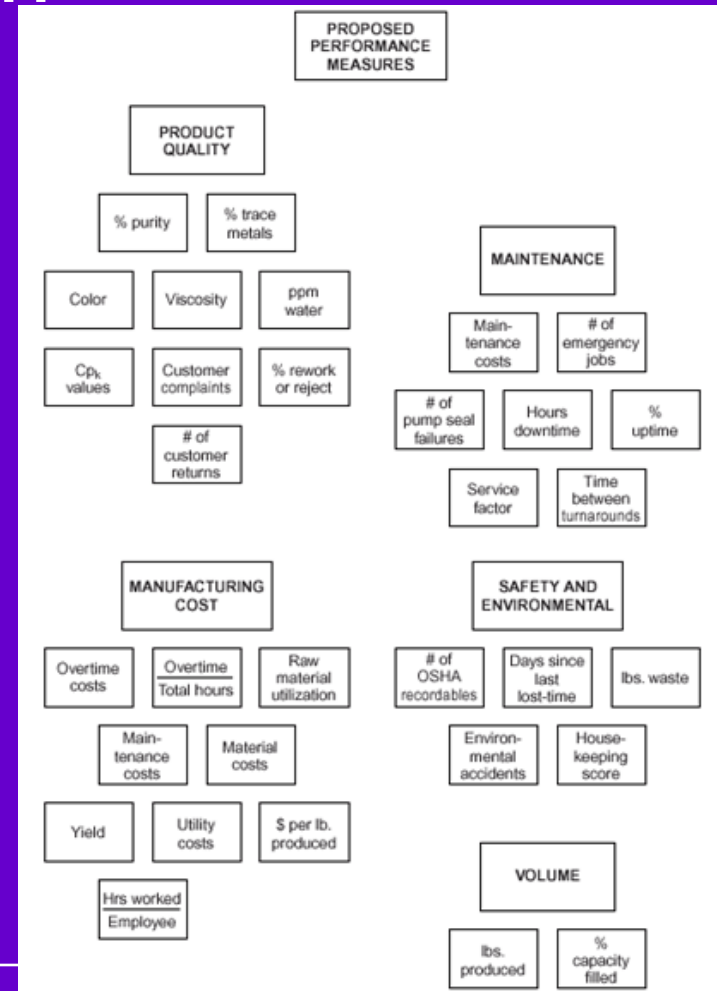 PROPOSED
PERFORMANCE
MEASURES
PRODUCT
QUALITY
% purity
% trace
metals
Color
Viscosity
ppm
water
Cpk
values
Customer
complaints
% rework
or reject
# of
customer
returns
MAINTENANCE
Main-
tenance
costs
# of
emergency
jobs
# of
pump seal
failures
Hours
downtime
%
uptime
Service
factor
Time
between
turnarounds
MANUFACTURING
COST
Overtime
costs
Overtime
Total hours
Raw
material
utilization
Main-
tenance
costs
Material
costs
Yield
Utility
costs
$ per lb.
produced
Hrs worked
Employee
SAFETY AND
ENVIRONMENTAL
# of
OSHA
recordables
Days since
last
lost-time
lbs. waste
Environ-
mental
accidents
House-
keeping
score
VOLUME
lbs.
produced
%
capacity
filled